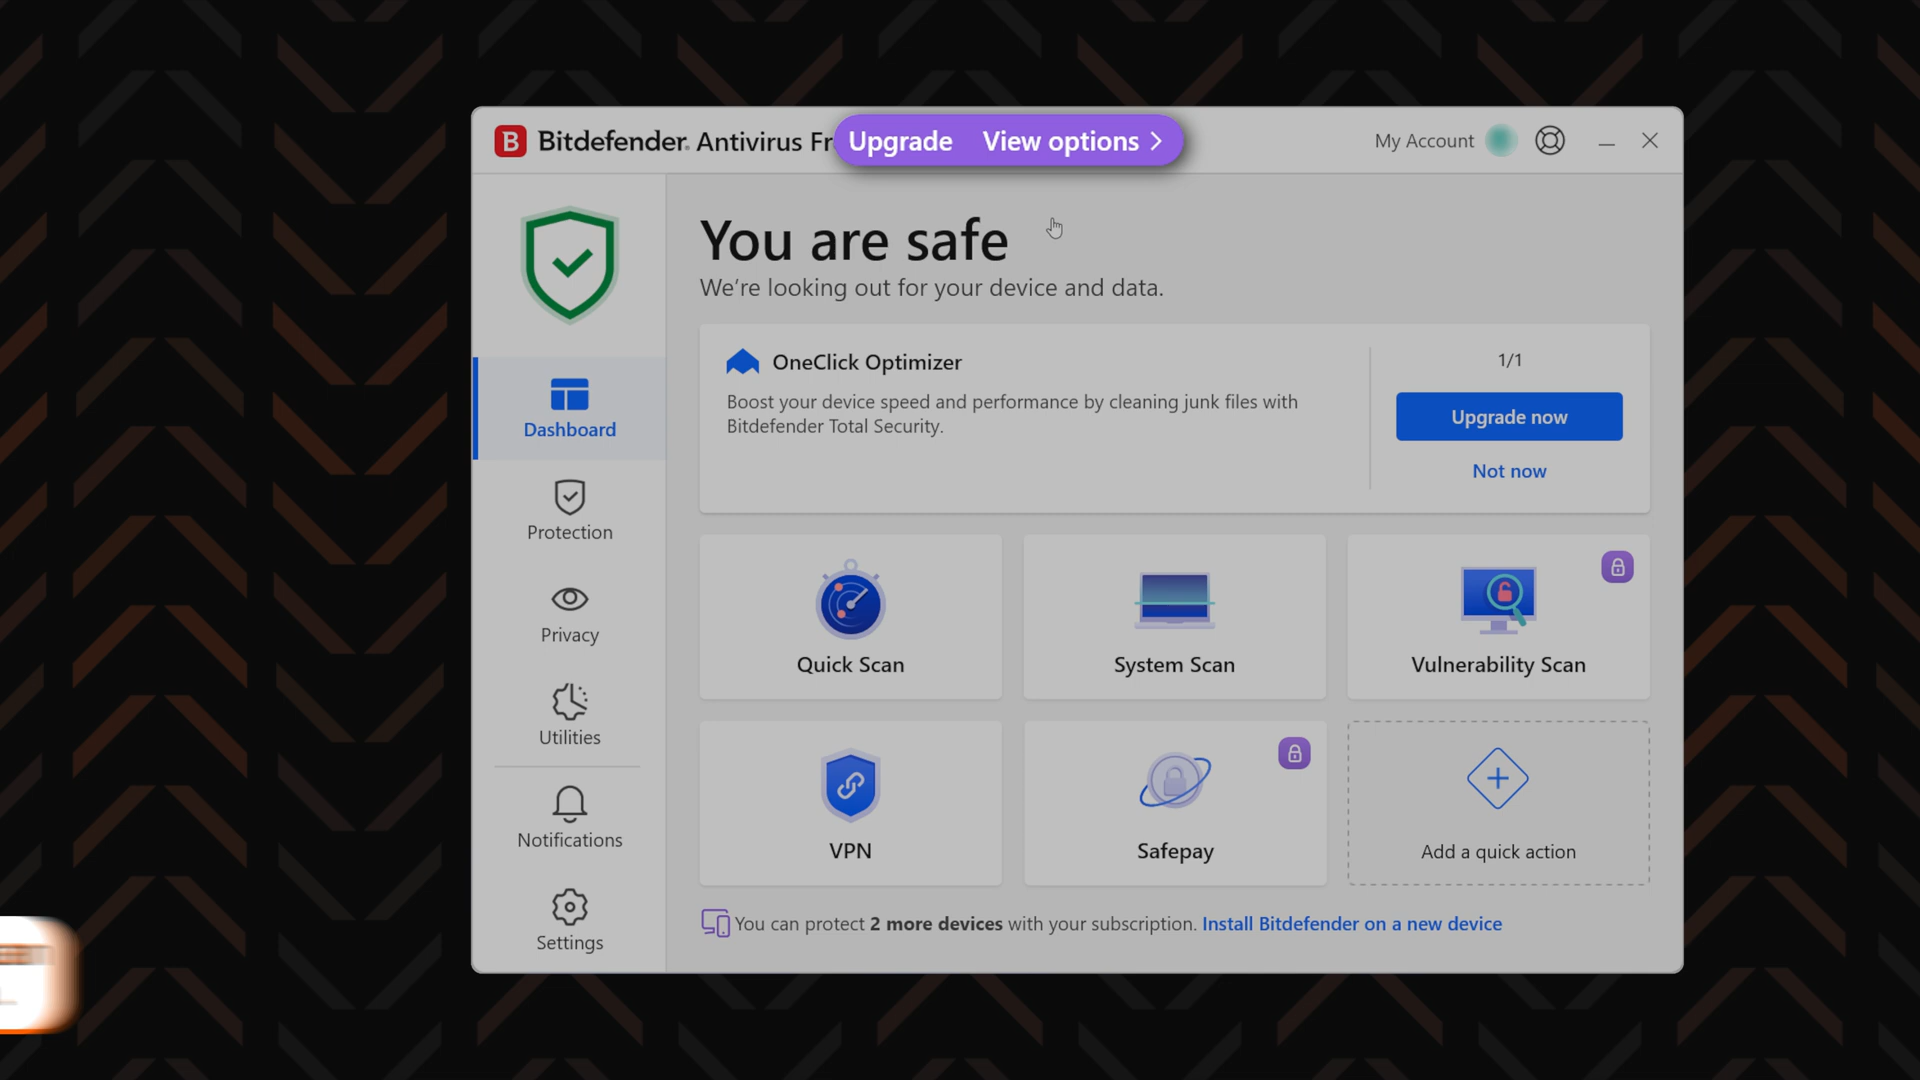 Bitdefender Antivirus Fr
Upgrade View options
My Account
You are safe
We're looking out for your device and data.
OneClick Optimizer
Boost your device speed and performance by cleaning junk files with
Bitdefender Total Security.
1/1
Upgrade now
Not now
Dashboard
Protection
Privacy
Utilities
Notifications
Settings
Quick Scan
System Scan
Vulnerability Scan
VPN
Safepay
Add a quick action
You can protect 2 more devices with your subscription. Install Bitdefender on a new device